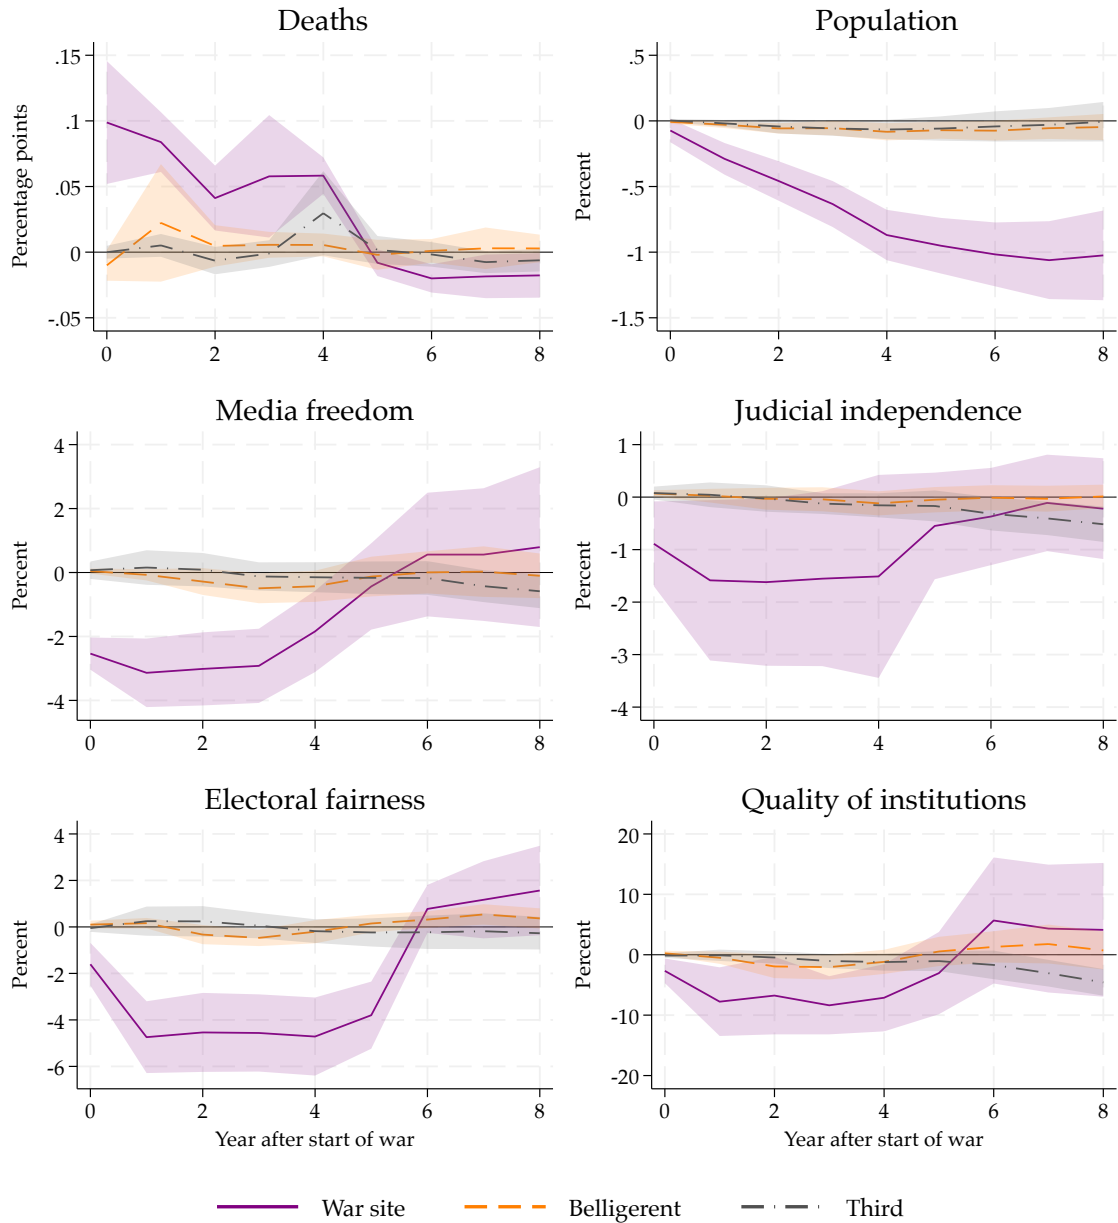 Deaths
Percentage points
.15
.1
.05
0
-.05
0 2 4 6 8
Population
Percent
.5
0
-.5
-1
-1.5
0 2 4 6 8
Media freedom
Percent
4
2
0
-2
-4
0 2 4 6 8
Judicial independence
Percent
1
0
-1
-2
-3
-4
0 2 4 6 8
Electoral fairness
Percent
4
2
0
-2
-4
-6
0 2 4 6 8
Year after start of war
Quality of institutions
Percent
20
10
0
-10
-20
0 2 4 6 8
Year after start of war
War site Belligerent Third